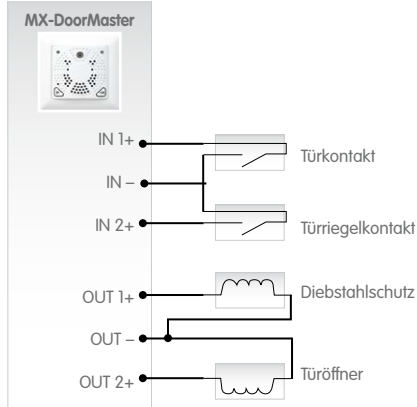 MX-DoorMaster
IN 1+
Türkontakt
IN –
IN 2+
Türriegelkontakt
OUT 1+
Diebstahlschutz
OUT –
OUT 2+
Türöffner